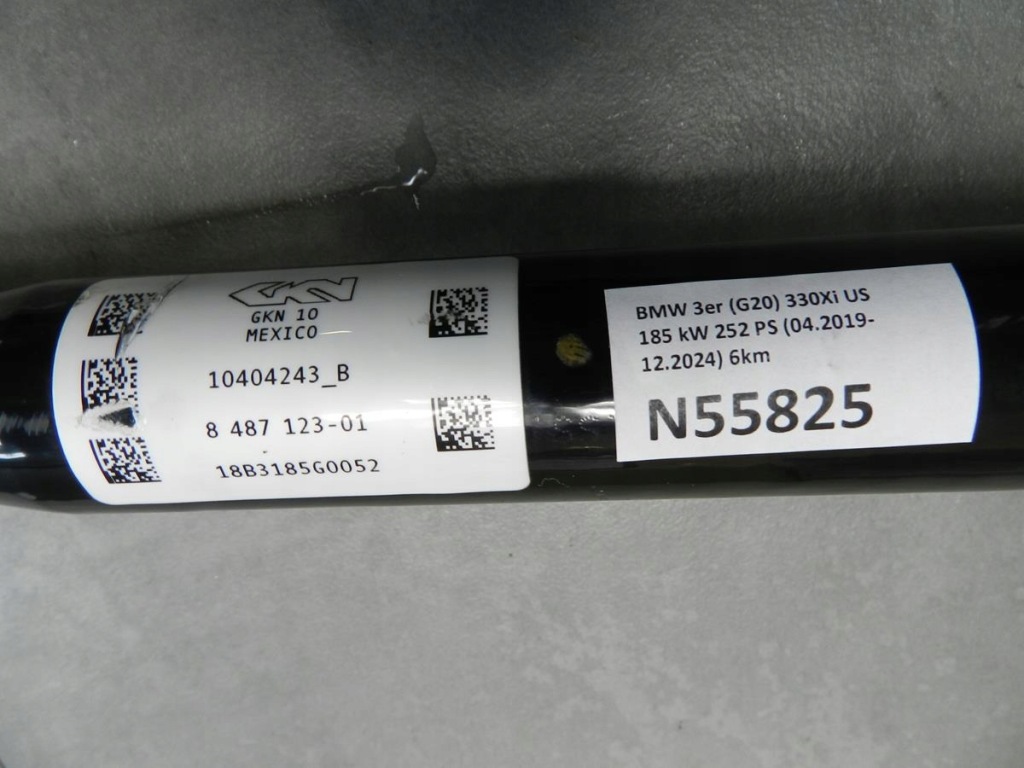 GKN
GKN 10
MEXICO
10404243_B
8 487 123-01
18B3185G0052
BMW 3er (G20) 330Xi US
185 kW 252 PS (04.2019-
12.2024) 6km
N55825